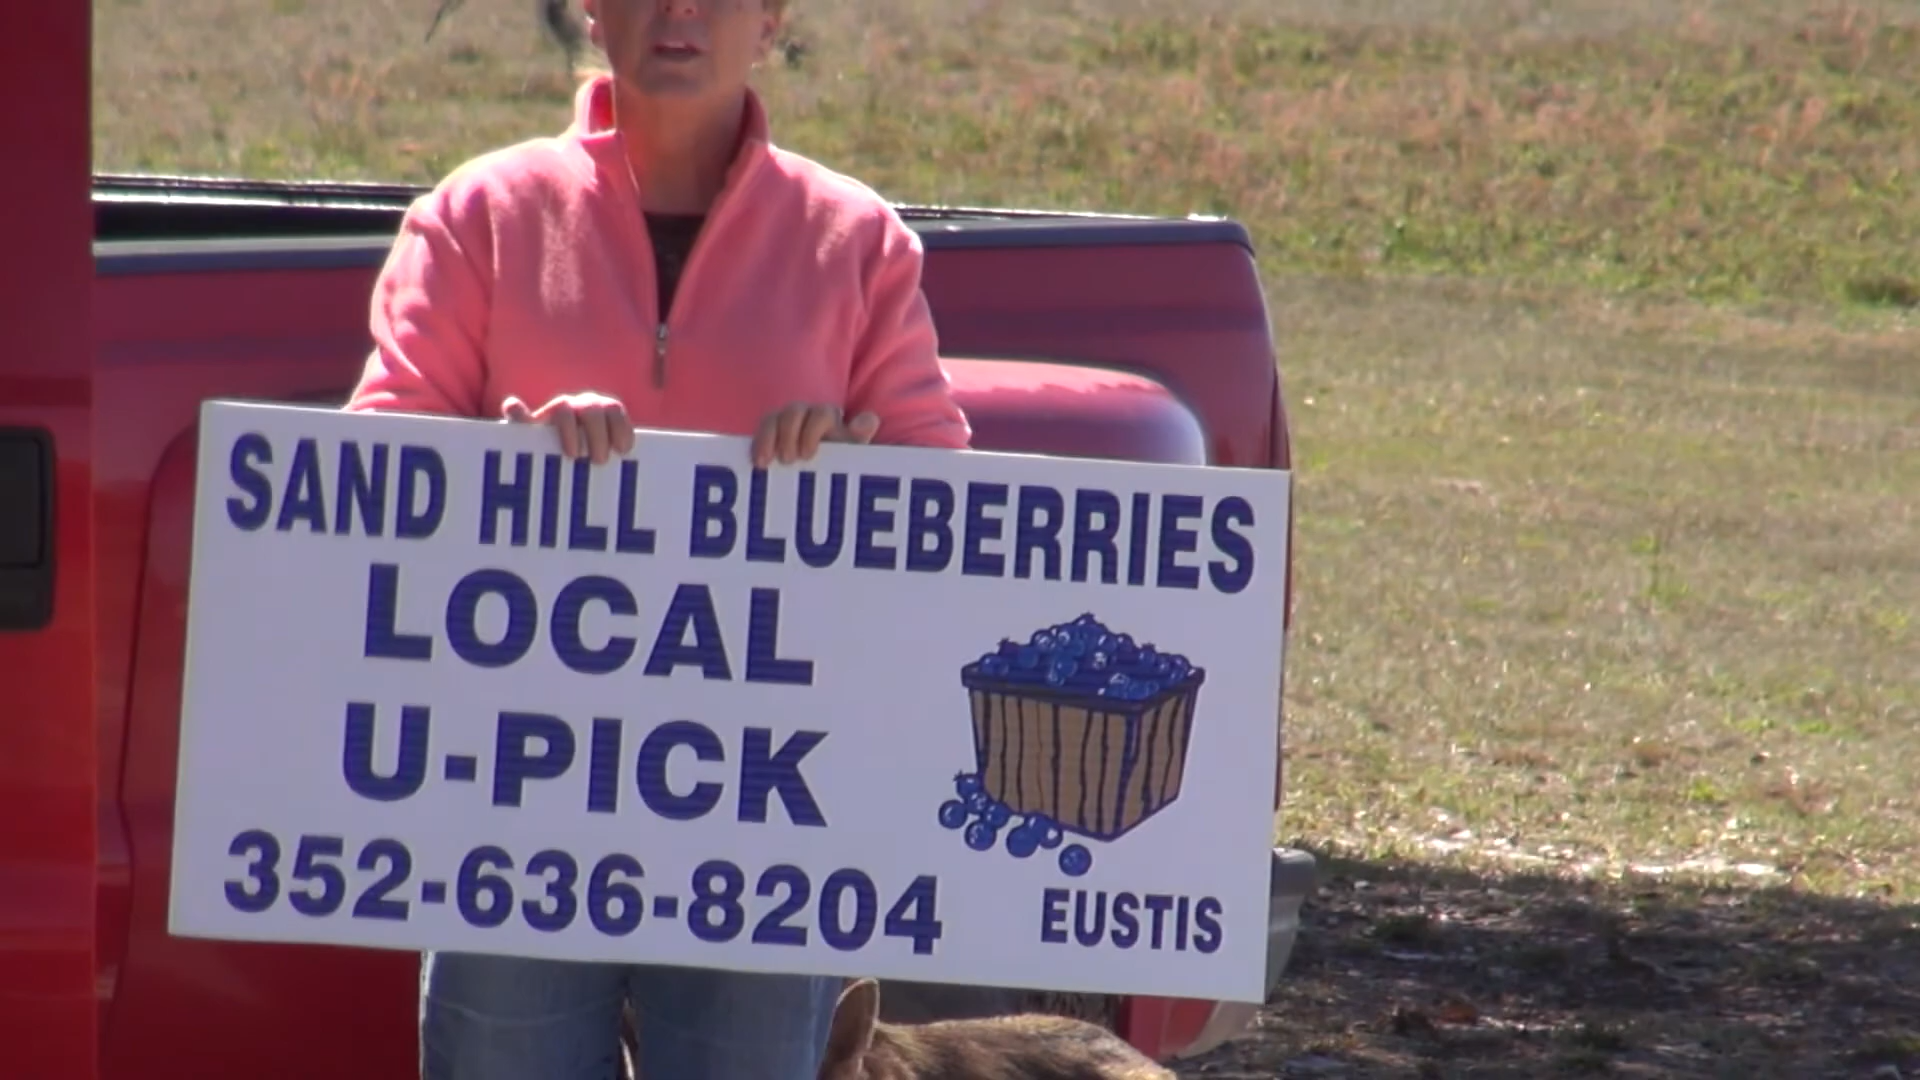 SAND HILL BLUEBERRIES
LOCAL
U-PICK
352-636-8204
EUSTIS